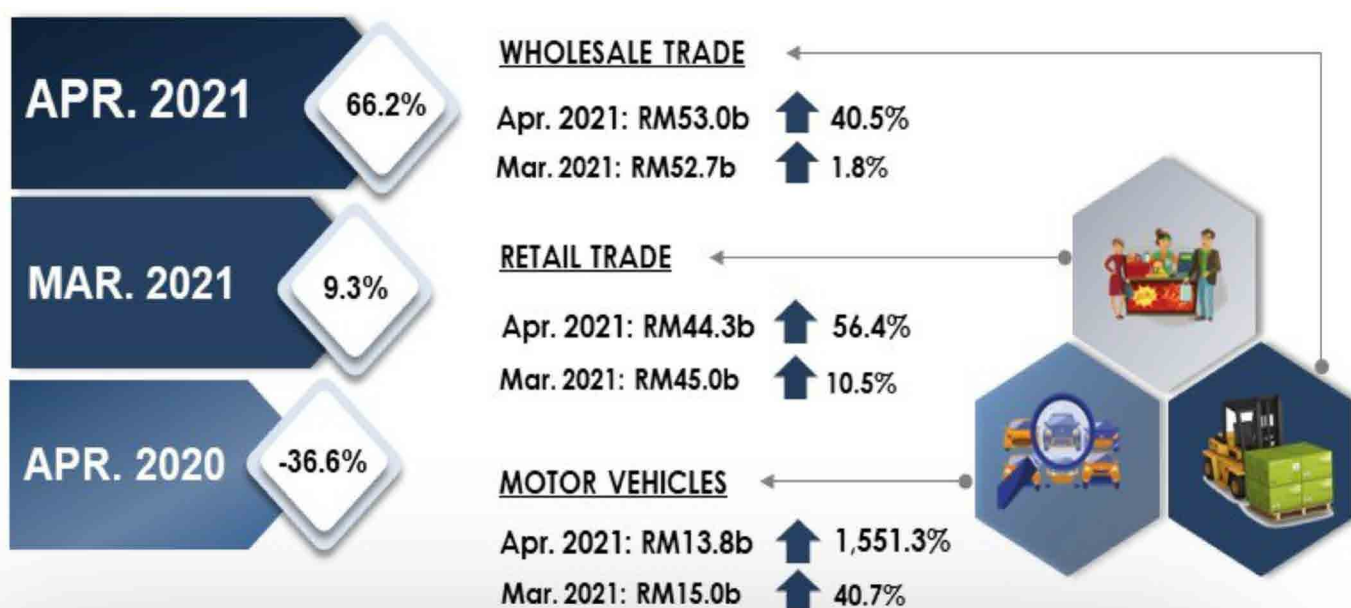 APR. 2021
66.2%
MAR. 2021
9.3%
APR. 2020
-36.6%
WHOLESALE TRADE
Apr. 2021: RM53.0b 40.5%
Mar. 2021: RM52.7b 1.8%
RETAIL TRADE
Apr. 2021: RM44.3b 56.4%
Mar. 2021: RM45.0b 10.5%
MOTOR VEHICLES
Apr. 2021: RM13.8b 1,551.3%
Mar. 2021: RM15.0b 40.7%